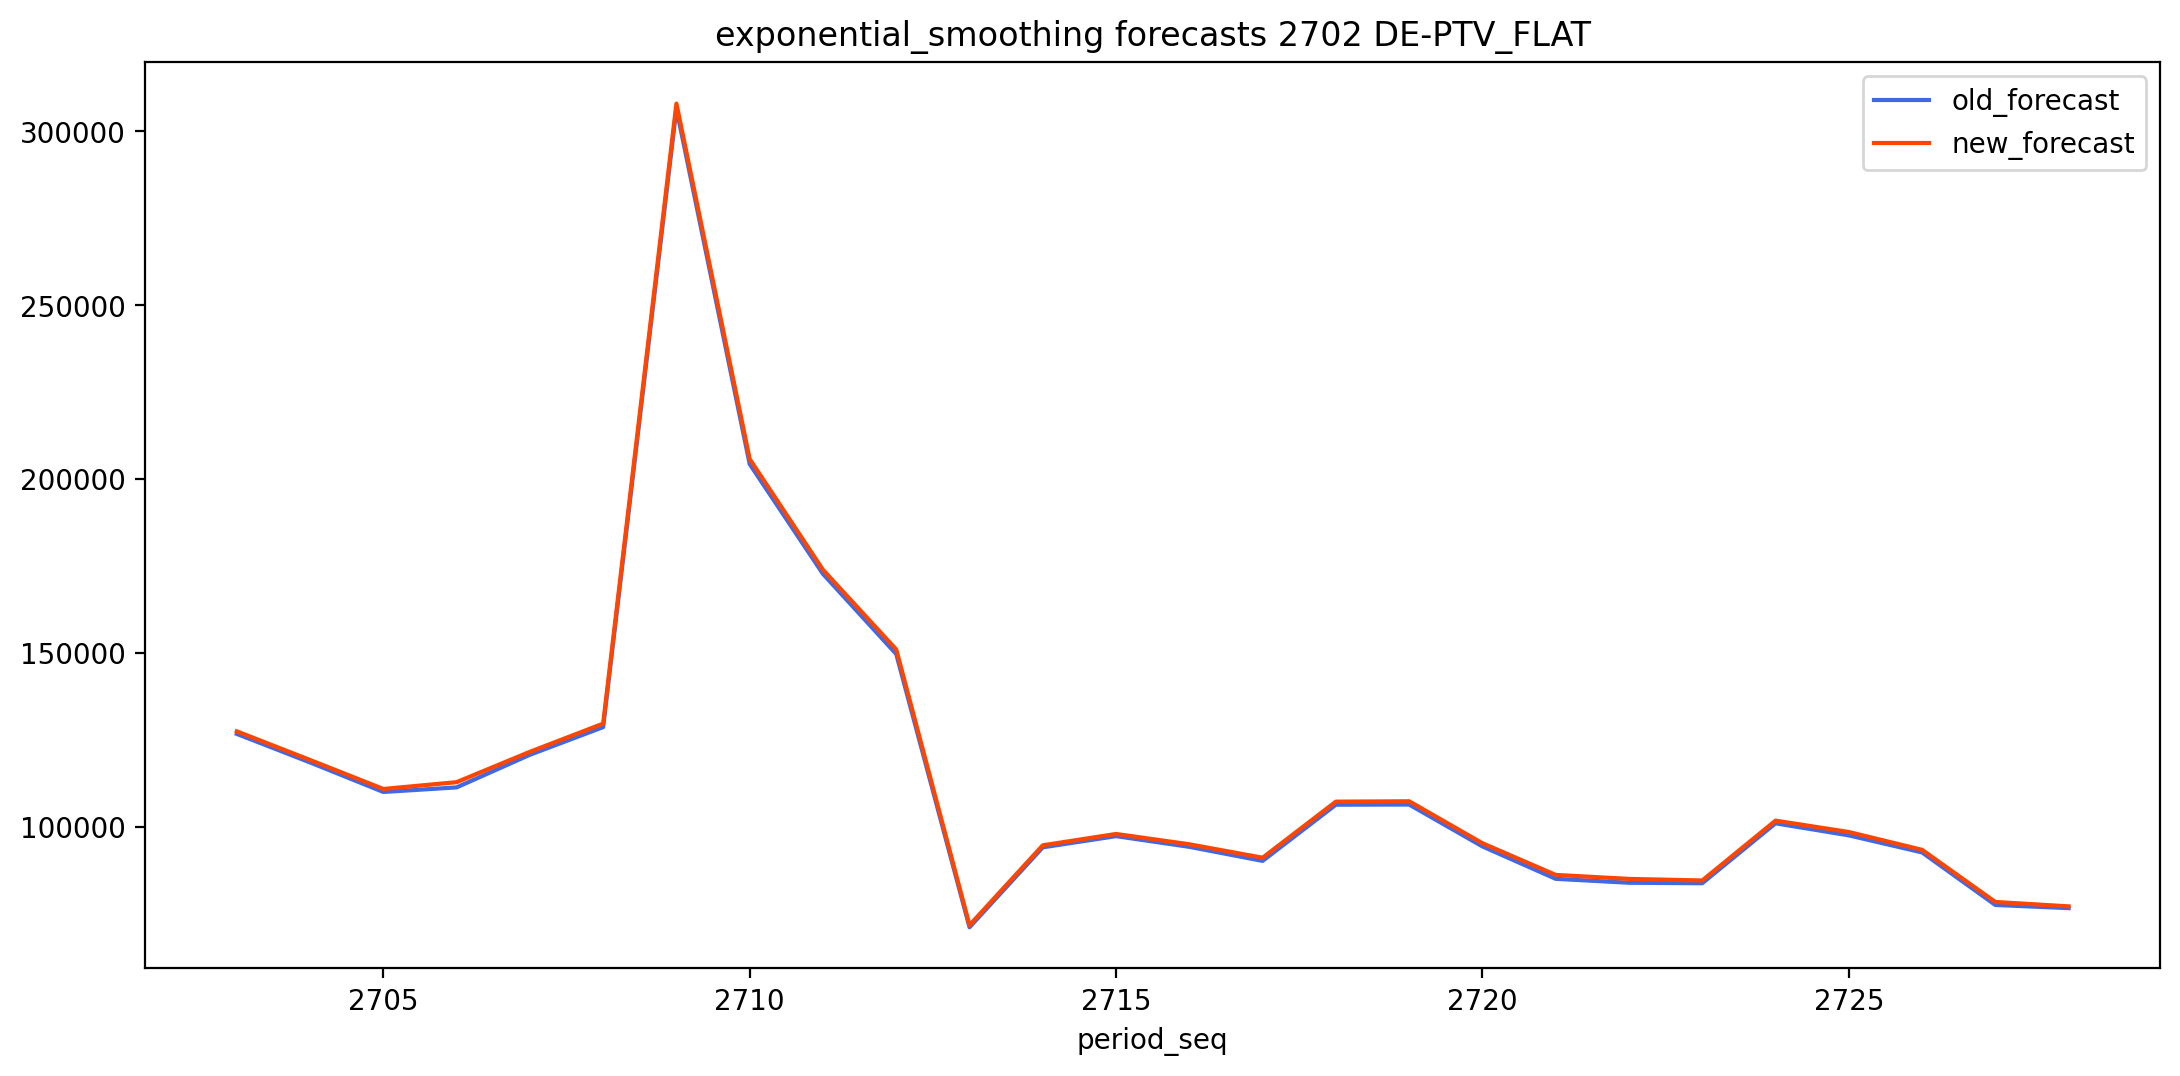 exponential_smoothing forecasts 2702 DE-PTV_FLAT
old_forecast
new_forecast
300000
250000
200000
150000
100000
2705 2710 2715 2720 2725
period_seq